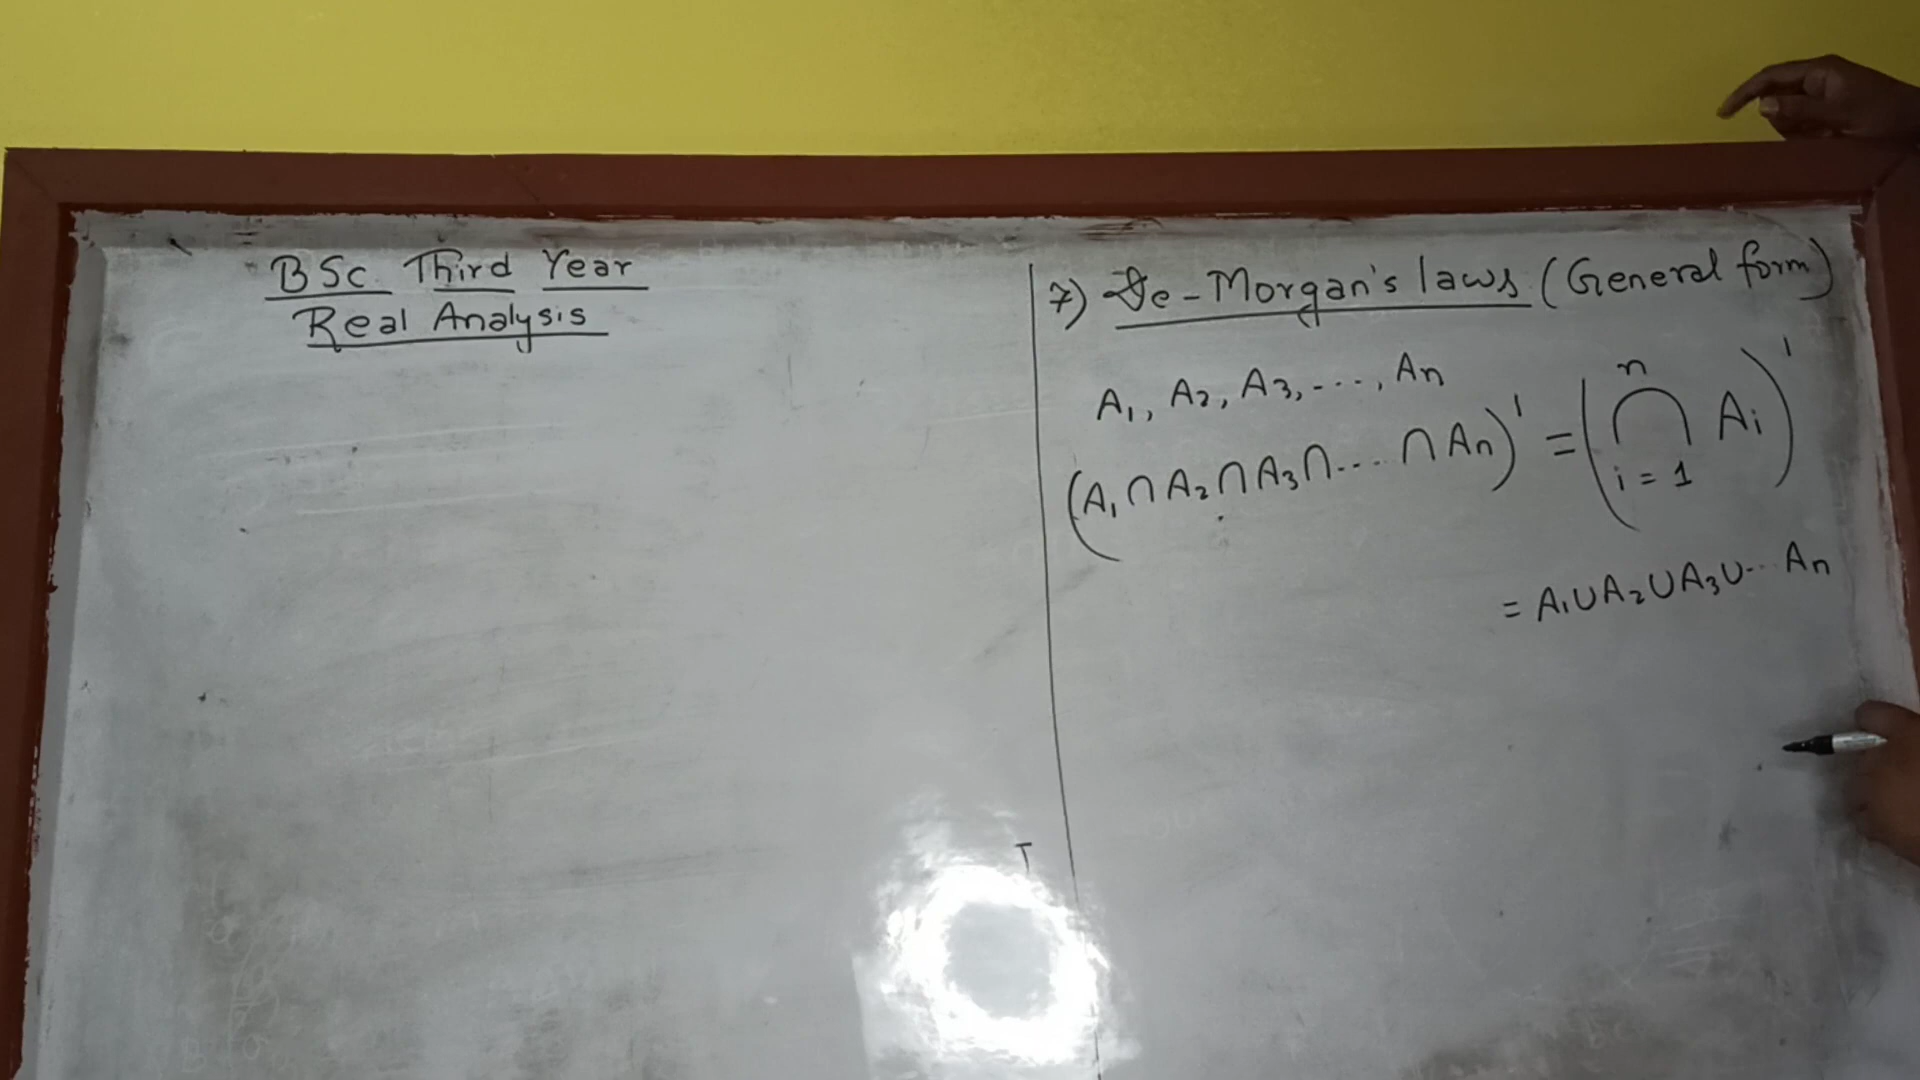 BSc. Third Year
Real Analysis
7) De-Morgan's laws (General form)
A₁, A₂, A₃, ---, An
(A₁∩A₂∩A₃∩--- ∩An)' = (n∩i=1 Ai)'
= A₁∪A₂∪A₃∪-- An